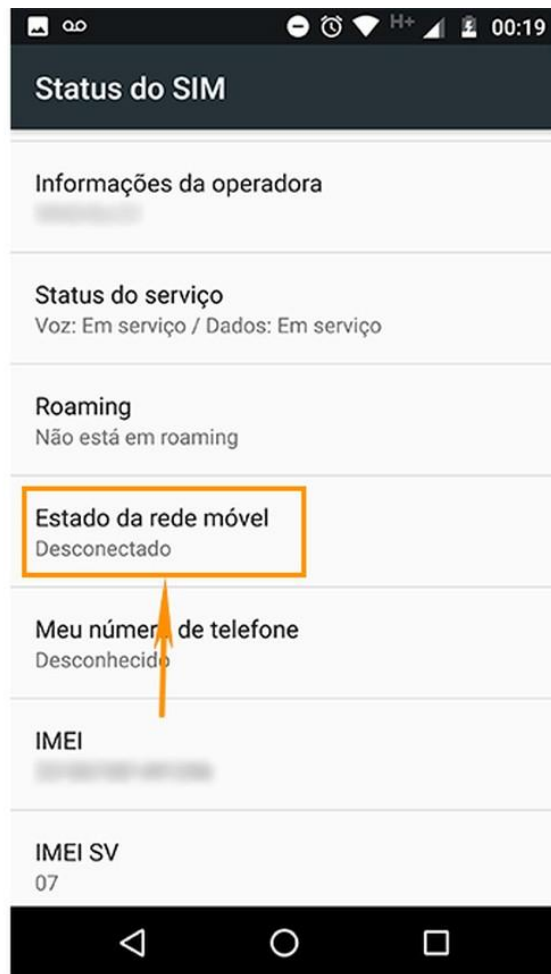 H+ 00:19
Status do SIM
Informações da operadora
Status do serviço
Voz: Em serviço / Dados: Em serviço
Roaming
Não está em roaming
Estado da rede móvel
Desconectado
Meu número de telefone
Desconhecido
IMEI
IMEI SV
07